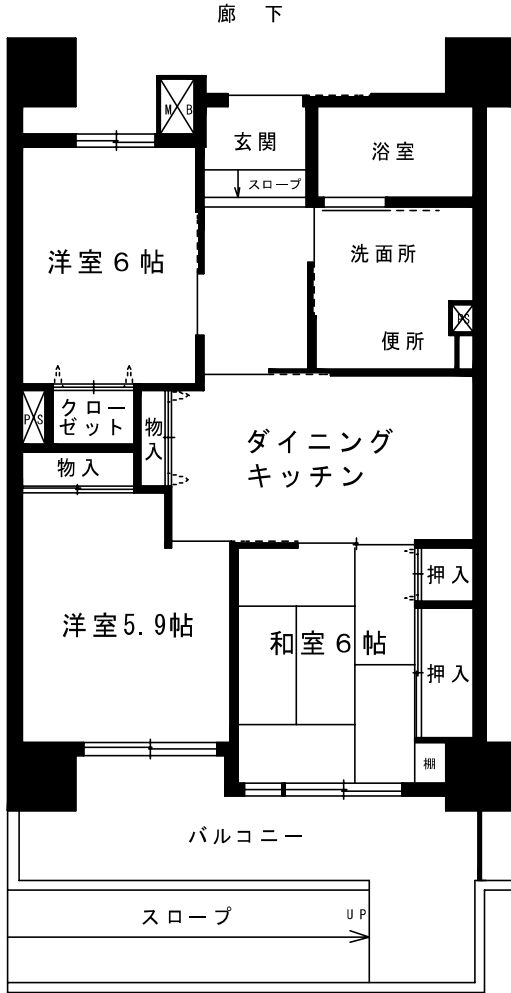 廊下
MB
玄関
スロープ
浴室
洋室6帖
洗面所
便所
PS
PS
クロー
ゼット
物入
物入
ダイニング
キッチン
洋室5.9帖
和室6帖
押入
押入
棚
バルコニー
スロープ
UP